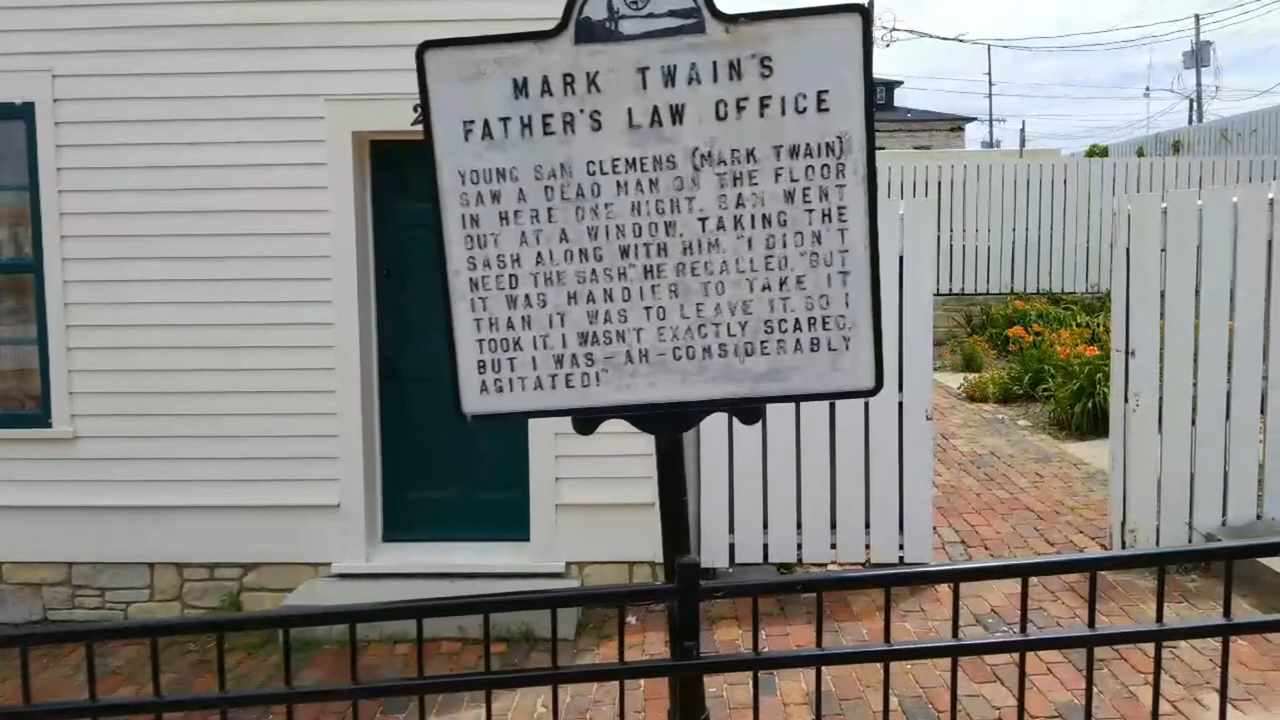 MARK TWAIN'S
FATHER'S LAW OFFICE
YOUNG SAM CLEMENS (MARK TWAIN)
SAW A DEAD MAN ON THE FLOOR
IN HERE ONE NIGHT. SAM WENT
OUT AT A WINDOW, TAKING THE
SASH ALONG WITH HIM. "I DIDN'T
NEED THE SASH," HE RECALLED, "BUT
IT WAS HANDIER TO TAKE IT
THAN IT WAS TO LEAVE IT. SO I
TOOK IT. I WASN'T EXACTLY SCARED,
BUT I WAS - AH - CONSIDERABLY
AGITATED!"
2